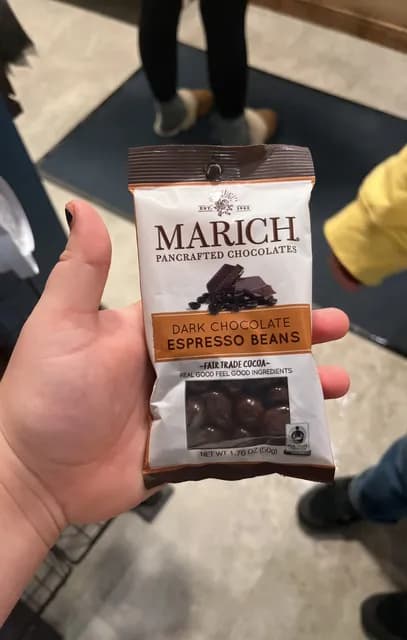 EST. 1983
MARICH
PANCRAFTED CHOCOLATES
DARK CHOCOLATE
ESPRESSO BEANS
-FAIR TRADE COCOA-
REAL GOOD FEEL GOOD INGREDIENTS
NET WT 1.76 OZ (50g)